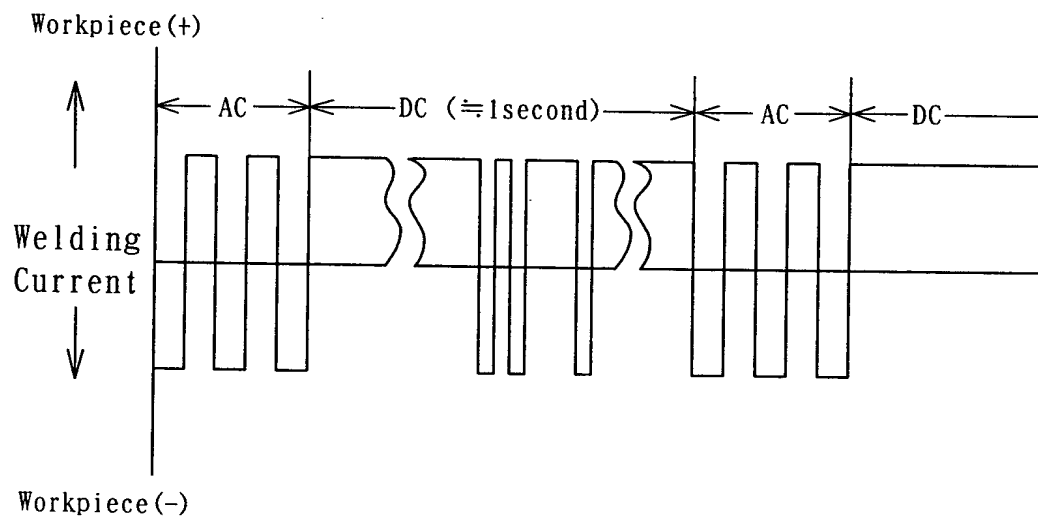 Workpiece(+)
AC
DC (≒1second)
AC
DC
Welding
Current
Workpiece(-)